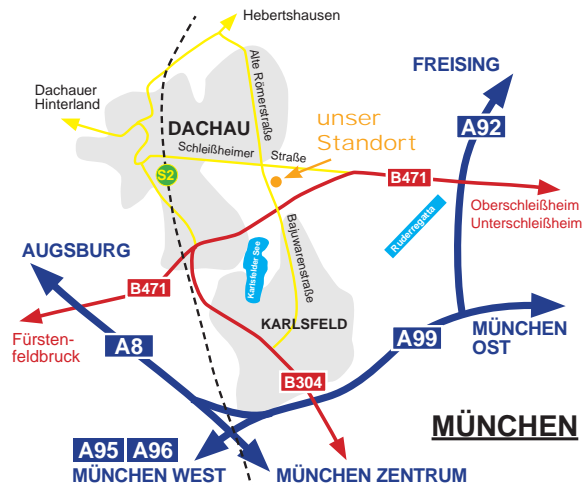 Hebertshausen
FREISING
Dachauer
Hinterland
Alte Römerstraße
unser
Standort
A92
DACHAU
Schleißheimer
Straße
S2
B471
Oberschleißheim
Unterschleißheim
Ruderregatta
Bajuwarenstraße
AUGSBURG
Karlsfelder See
B471
KARLSFELD
Fürsten-
feldbruck
A8
A99
MÜNCHEN
OST
B304
MÜNCHEN
A95 A96
MÜNCHEN WEST
MÜNCHEN ZENTRUM